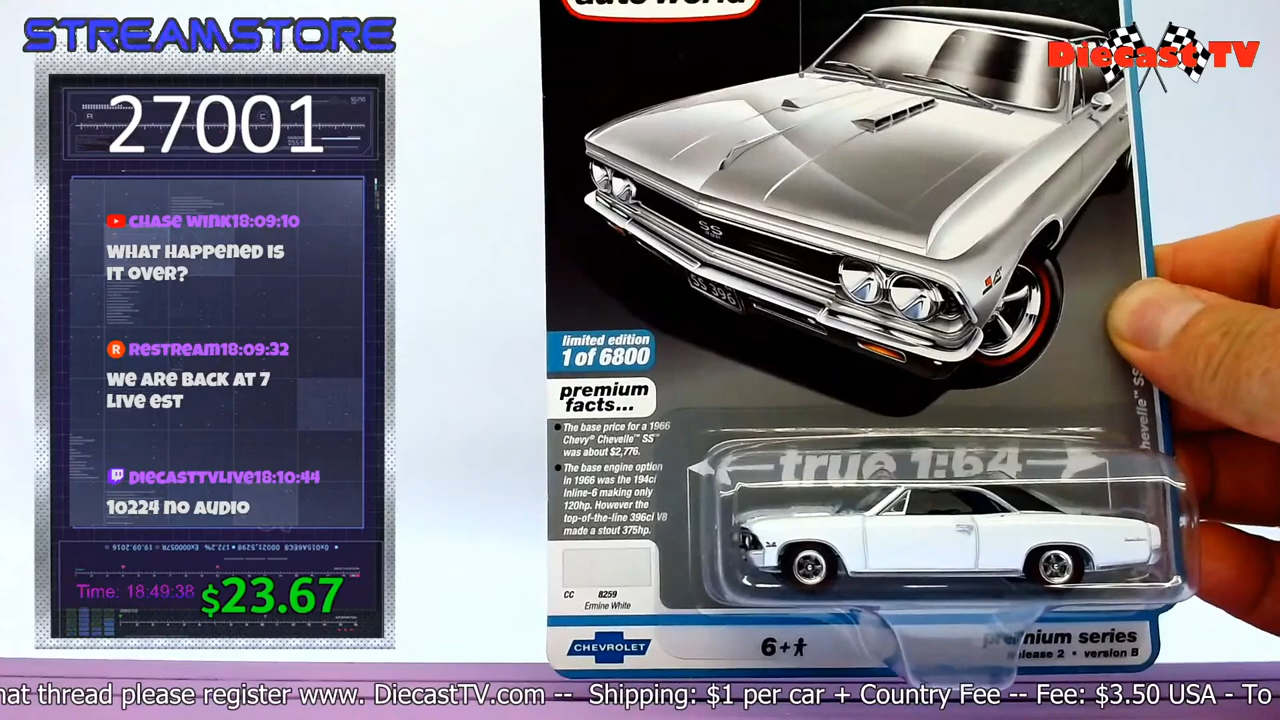 STREAMSTORE
27001
CHASE WINK18:09:10
WHAT HAPPENED IS
IT OVER?
RESTREAM18:09:32
WE ARE BACK AT 7
LIVE EST
DIECASTTVLIVE18:10:44
10224 NO AUDIO
Time: 18:49:38
$23.67
auto world
Diecast TV
SS
SS 396
limited edition
1 of 6800
premium
facts...
• The base price for a 1966
Chevy® Chevelle™ SS™
was about $2,776.
• The base engine option
in 1966 was the 194ci
Inline-6 making only
120hp. However the
top-of-the-line 396ci V8
made a stout 375hp.
true 1:64
CC 8259
Ermine White
CHEVROLET
6+
premium series
release 2 • version B
hevelle™ SS
hat thread please register www. DiecastTV.com -- Shipping: $1 per car + Country Fee -- Fee: $3.50 USA - To